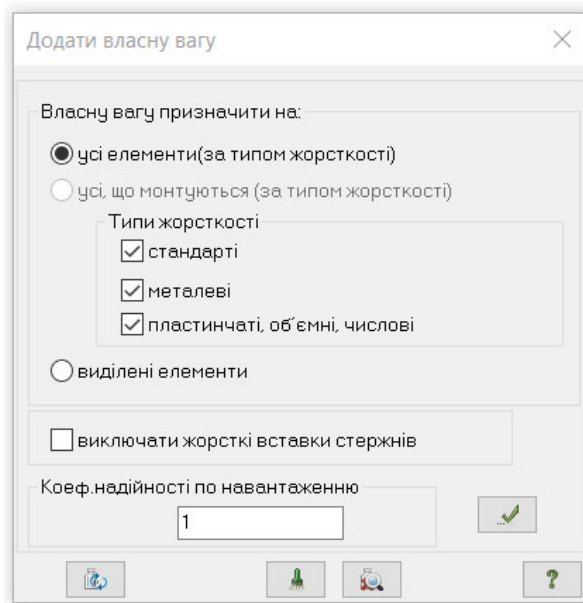 Додати власну вагу
Власну вагу призначити на:
усі елементи(за типом жорсткості)
усі, що монтуються (за типом жорсткості)
Типи жорсткості
стандарті
металеві
пластинчаті, об´ємні, числові
виділені елементи
виключати жорсткі вставки стержнів
Коеф.надійності по навантаженню
1
?